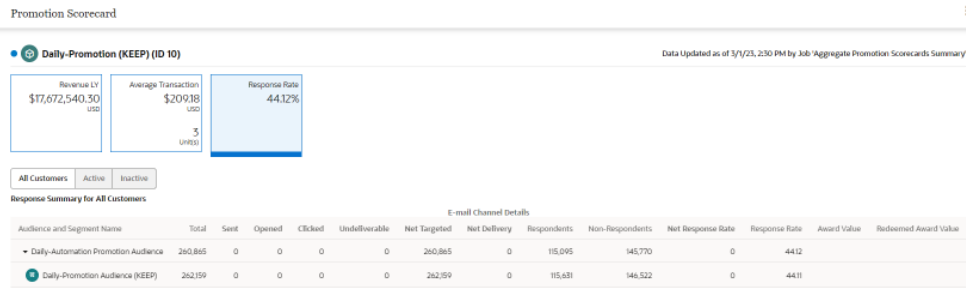 Promotion Scorecard
Daily-Promotion (KEEP) (ID 10)
Data Updated as of 3/1/23, 2:30 PM by Job 'Aggregate Promotion Scorecards Summary'
Revenue LY
$17,672,540.30
USD
Average Transaction
$209.18
USD
3
Unit(s)
Response Rate
44.12%
All Customers Active Inactive
Response Summary for All Customers
E-mail Channel Details
Audience and Segment Name Total Sent Opened Clicked Undeliverable Net Targeted Net Delivery Respondents Non-Respondents Net Response Rate Response Rate Award Value Redeemed Award Value
Daily-Automation Promotion Audience 260,865 0 0 0 0 260,865 0 115,095 145,770 0 44.12
Daily-Promotion Audience (KEEP) 262,159 0 0 0 0 262,159 0 115,631 146,522 0 44.11